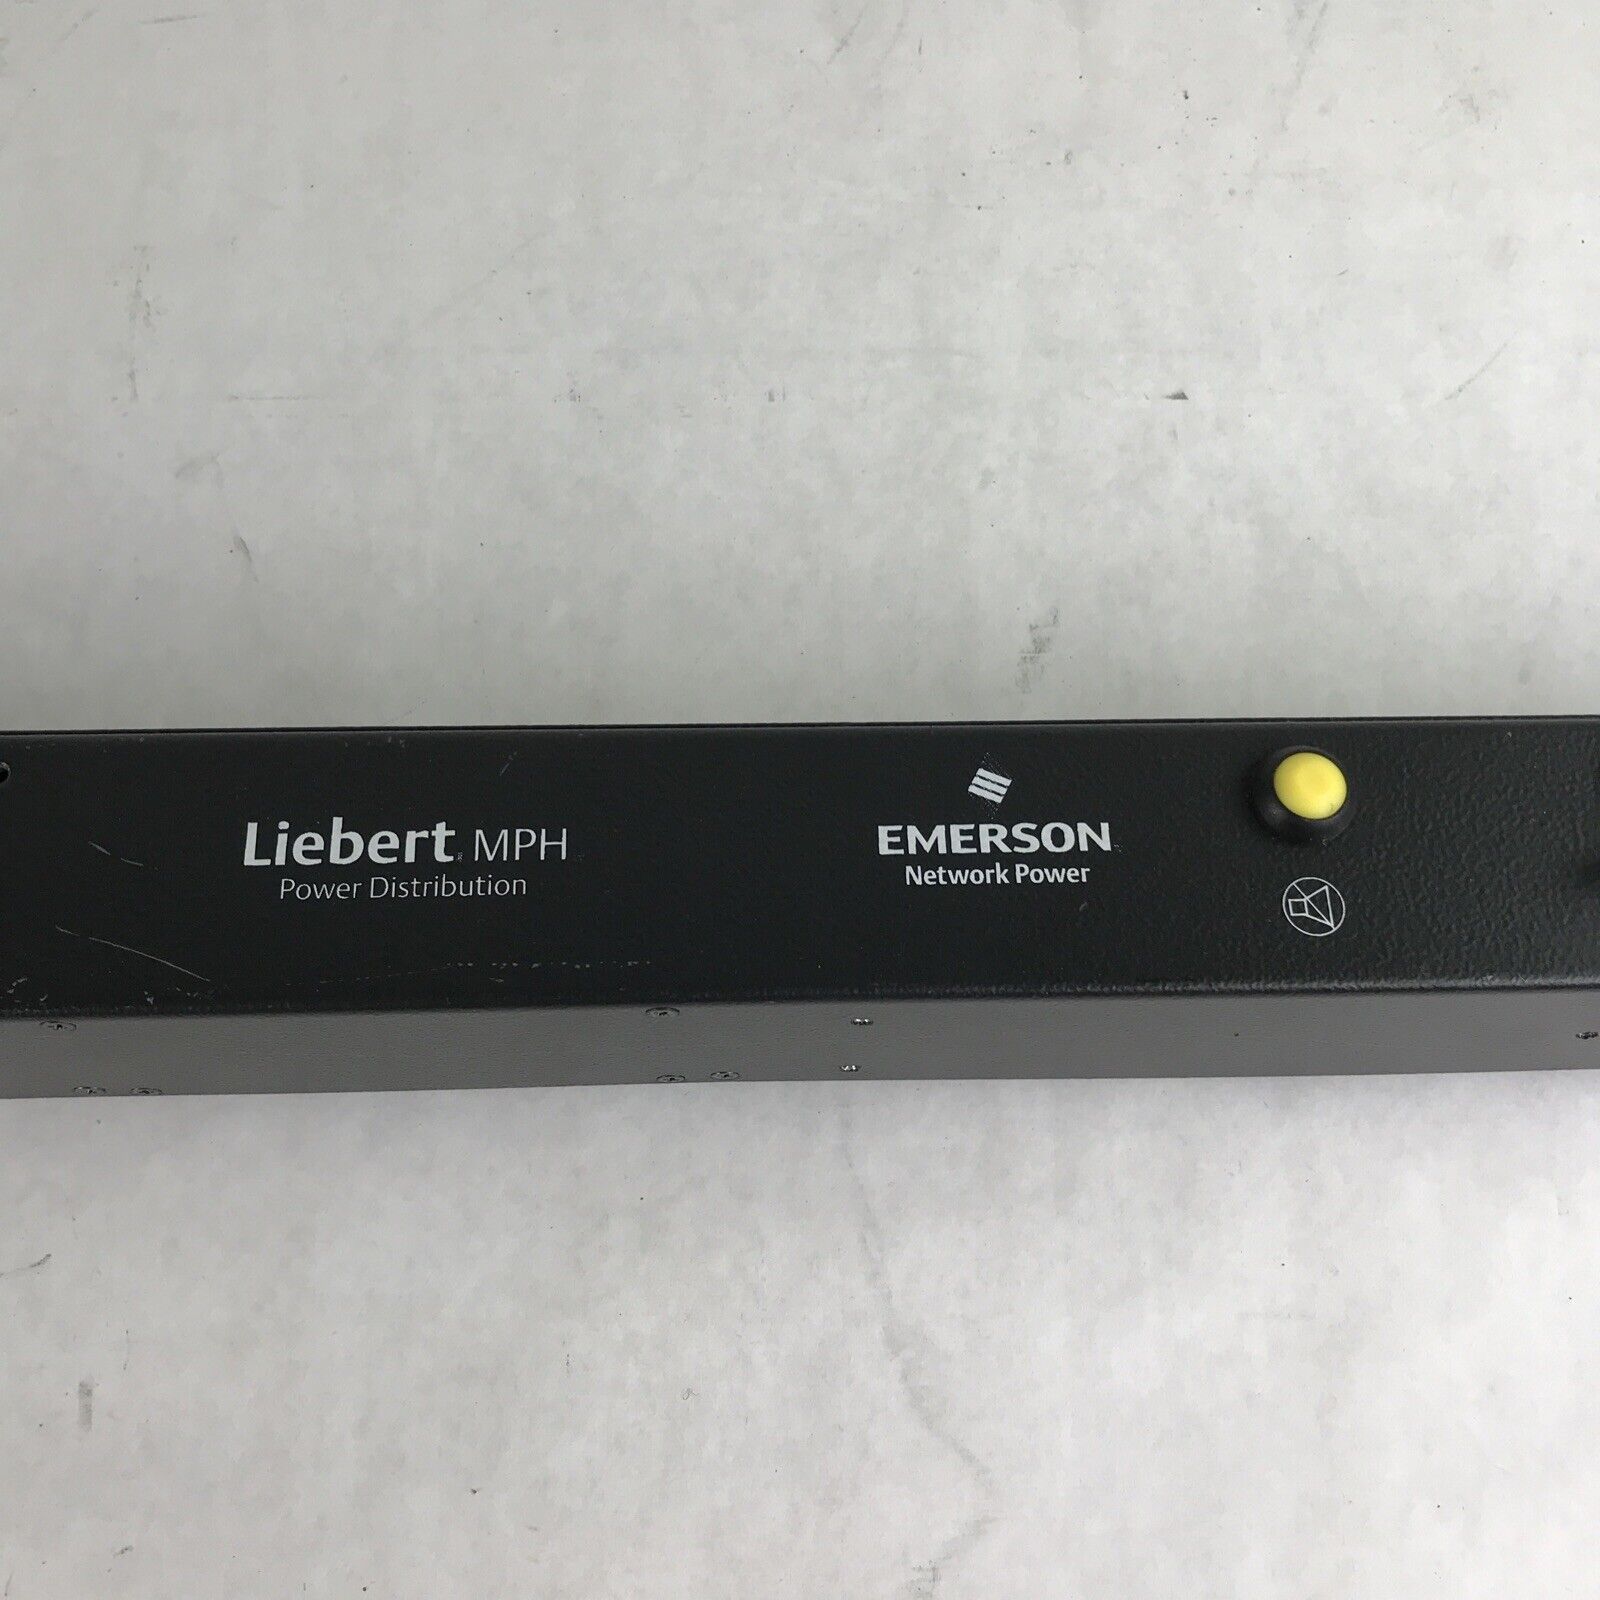 Liebert MPH
Power Distribution
EMERSON
Network Power